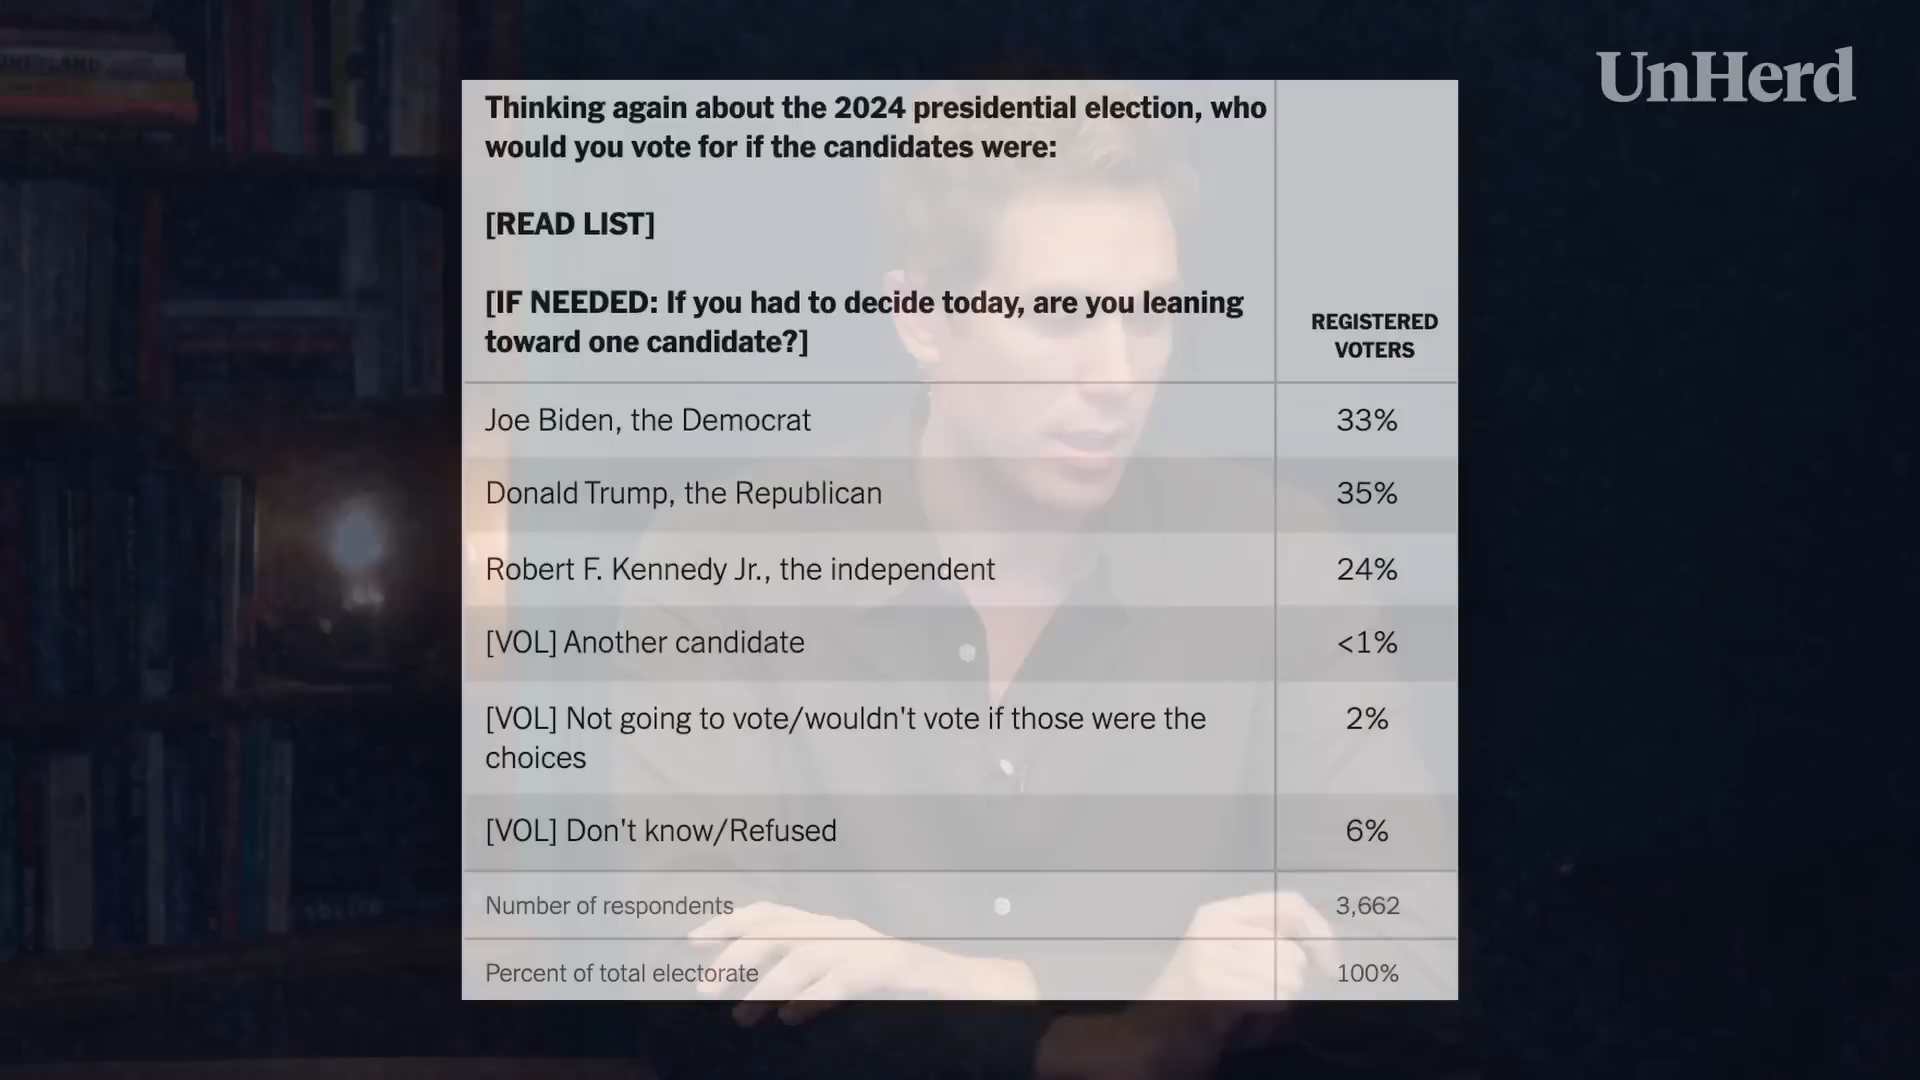 UnHerd
Thinking again about the 2024 presidential election, who
would you vote for if the candidates were:
[READ LIST]
[IF NEEDED: If you had to decide today, are you leaning
toward one candidate?]
REGISTERED
VOTERS
Joe Biden, the Democrat 33%
Donald Trump, the Republican 35%
Robert F. Kennedy Jr., the independent 24%
[VOL] Another candidate <1%
[VOL] Not going to vote/wouldn't vote if those were the 2%
choices
[VOL] Don't know/Refused 6%
Number of respondents 3,662
Percent of total electorate 100%